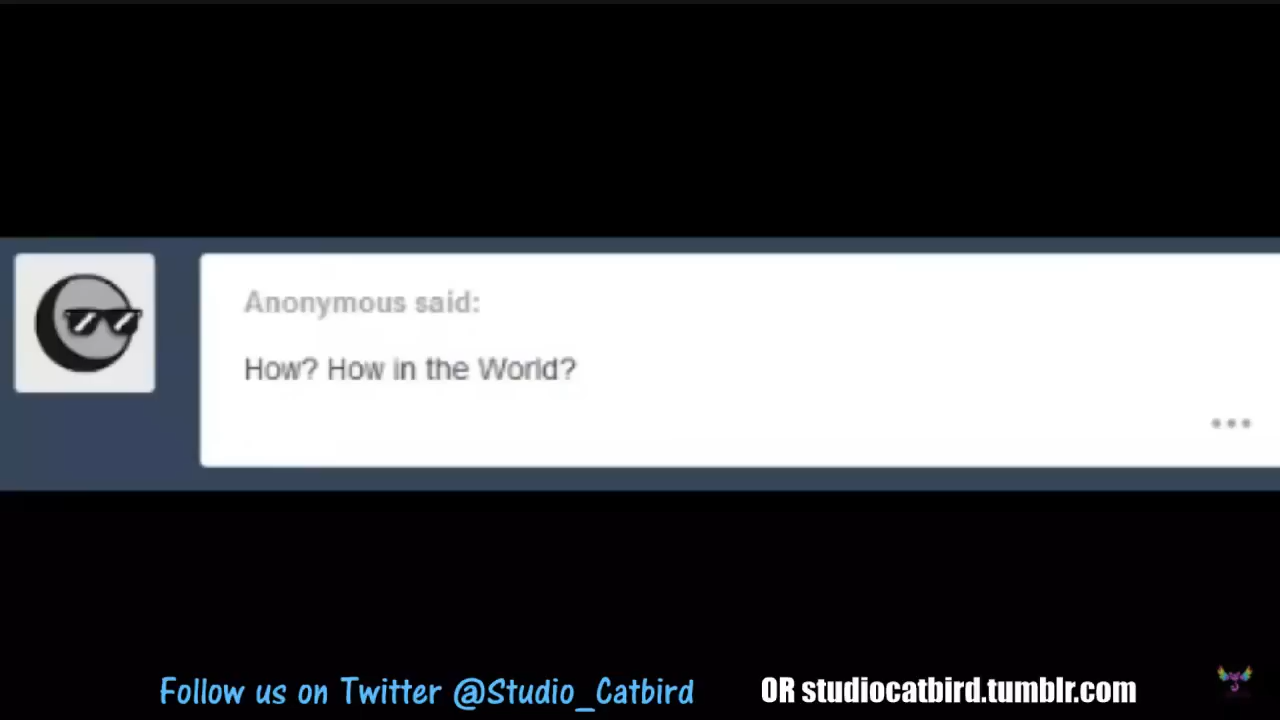 Anonymous said:
How? How in the World?
Follow us on Twitter @Studio_Catbird OR studiocatbird.tumblr.com